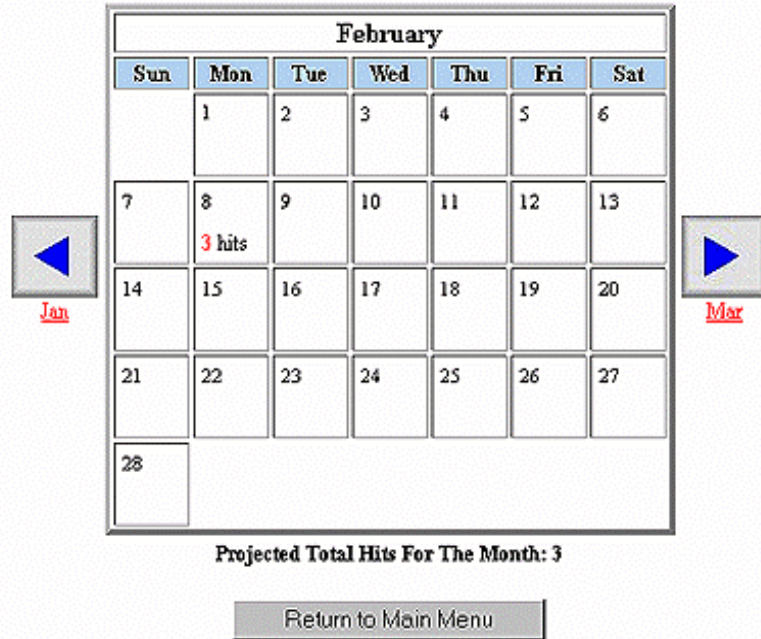 February
Sun Mon Tue Wed Thu Fri Sat
1 2 3 4 5 6
7 8 9 10 11 12 13
3 hits
14 15 16 17 18 19 20
Jan Mar
21 22 23 24 25 26 27
28
Projected Total Hits For The Month: 3
Return to Main Menu